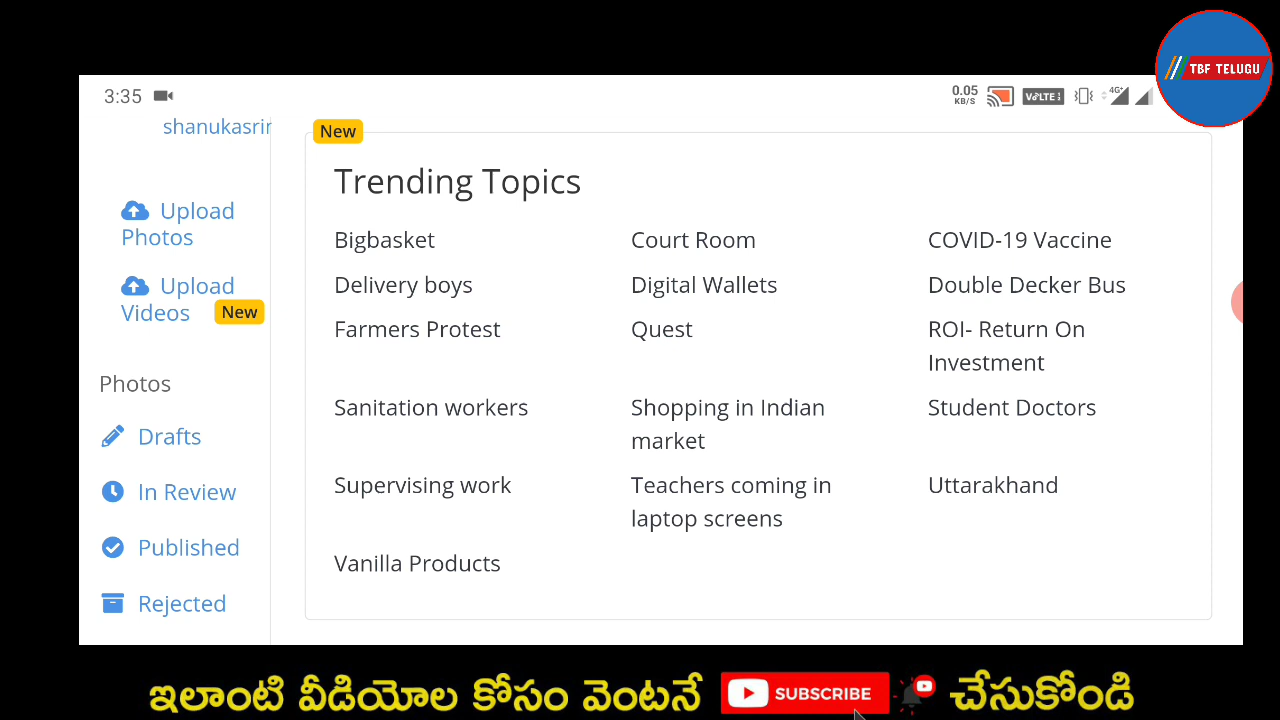 TBF TELUGU
3:35
0.05
KB/S
VoLTE
4G+
New
Trending Topics
Bigbasket
Court Room
COVID-19 Vaccine
Delivery boys
Digital Wallets
Double Decker Bus
Farmers Protest
Quest
ROI- Return On
Investment
Sanitation workers
Shopping in Indian
market
Student Doctors
Supervising work
Teachers coming in
laptop screens
Uttarakhand
Vanilla Products
Upload
Photos
Upload
Videos New
Photos
Drafts
In Review
Published
Rejected
ఇలాంటి వీడియోల కోసం వెంటనే SUBSCRIBE చేసుకోండి